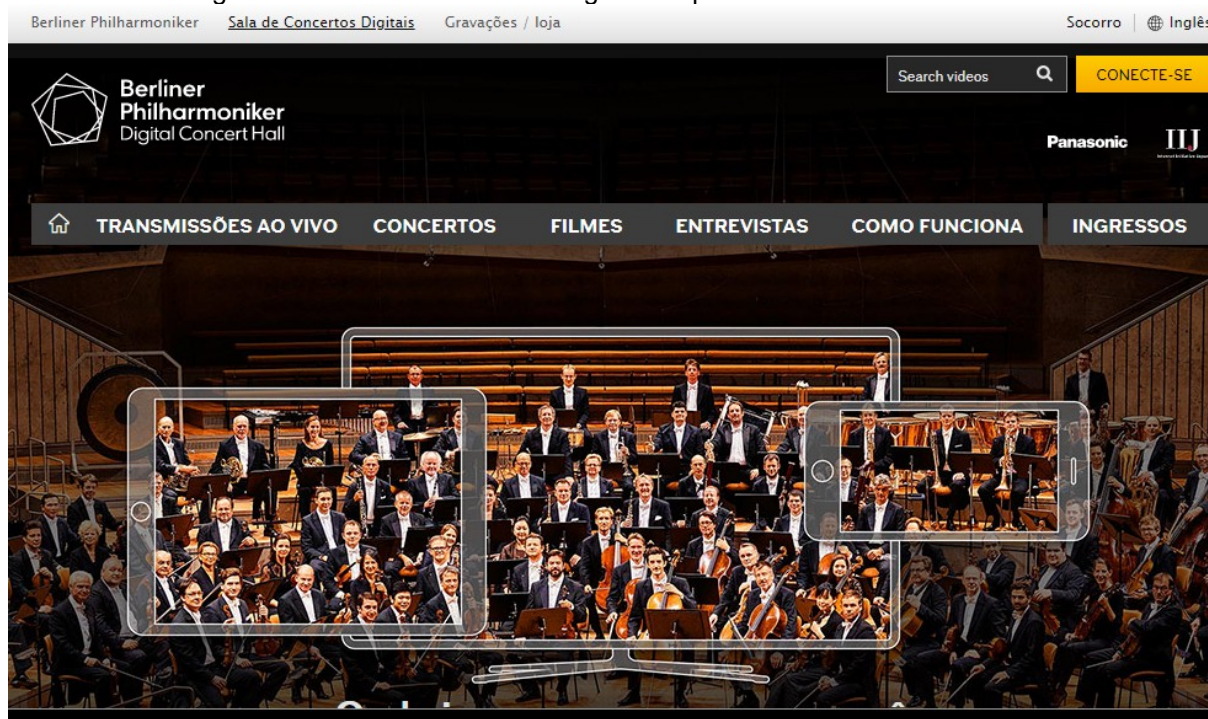 Berliner Philharmoniker Sala de Concertos Digitais Gravações / loja Socorro Inglês
Search videos CONECTE-SE
Berliner
Philharmoniker
Digital Concert Hall
Panasonic IIJ
TRANSMISSÕES AO VIVO CONCERTOS FILMES ENTREVISTAS COMO FUNCIONA INGRESSOS